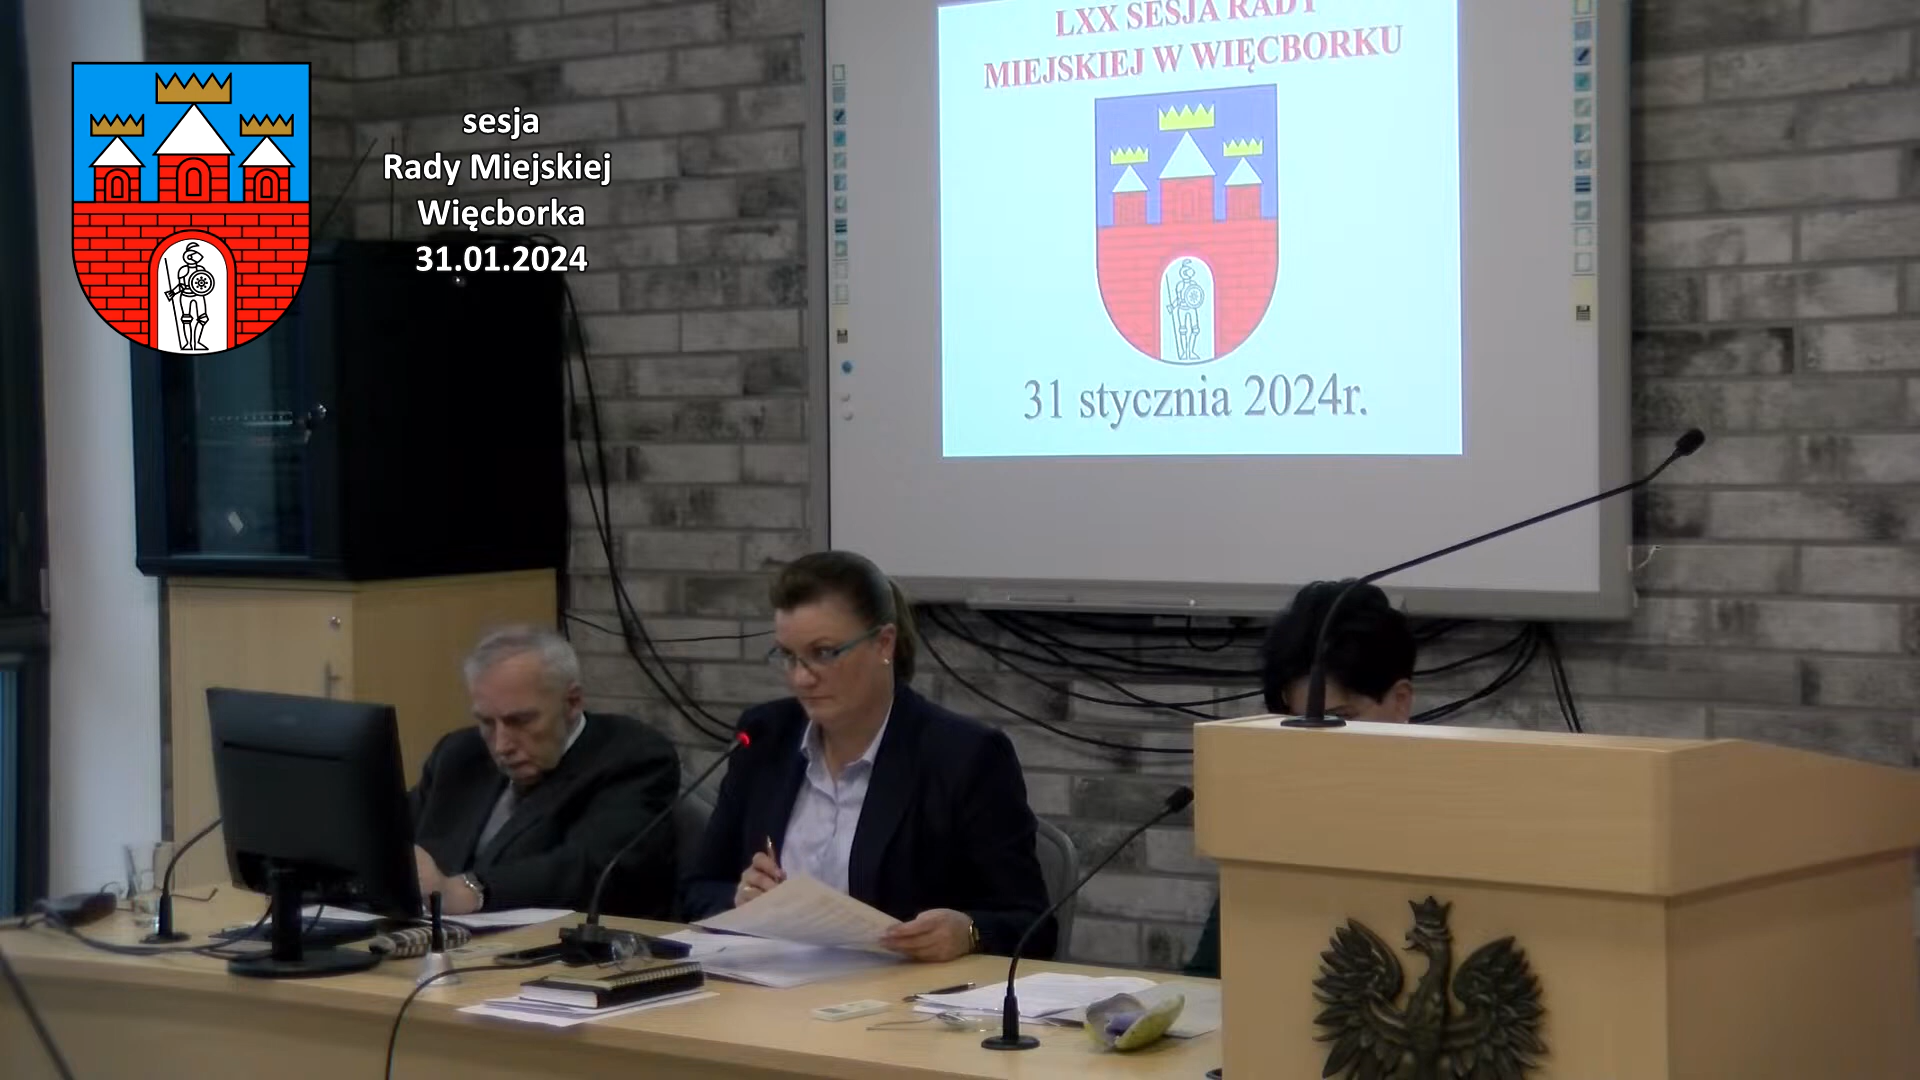 sesja
Rady Miejskiej
Więcborka
31.01.2024
LXX SESJA RADY
MIEJSKIEJ W WIĘCBORKU
31 stycznia 2024r.